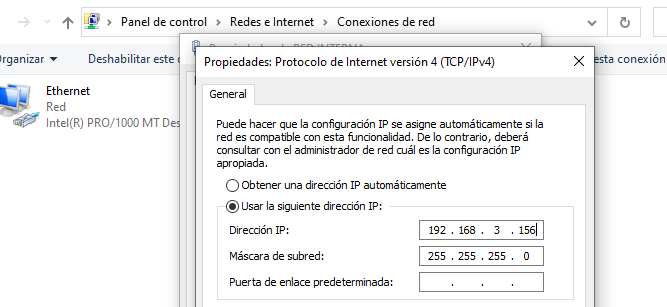 Panel de control > Redes e Internet > Conexiones de red
Organizar
Deshabilitar este
esta conexión
Ethernet
Red
Intel(R) PRO/1000 MT Des
Propiedades: Protocolo de Internet versión 4 (TCP/IPv4)
General
Puede hacer que la configuración IP se asigne automáticamente si la
red es compatible con esta funcionalidad. De lo contrario, deberá
consultar con el administrador de red cuál es la configuración IP
apropiada.
Obtener una dirección IP automáticamente
Usar la siguiente dirección IP:
Dirección IP: 192 . 168 . 3 . 156
Máscara de subred: 255 . 255 . 255 . 0
Puerta de enlace predeterminada: . . .